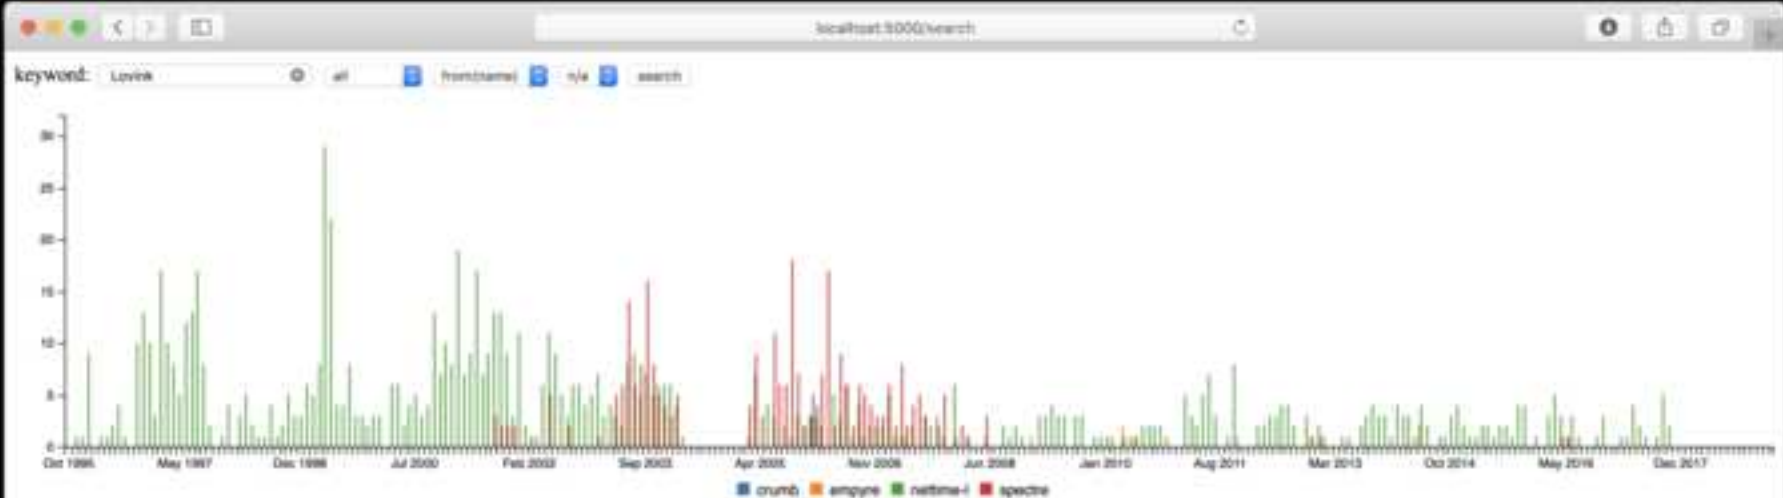 localhost:5000/search
keyword: Lovink all from(name) n/a search
30
25
20
15
10
5
0
Oct 1995 May 1997 Dec 1998 Jul 2000 Feb 2002 Sep 2003 Apr 2005 Nov 2006 Jun 2008 Jan 2010 Aug 2011 Mar 2013 Oct 2014 May 2016 Dec 2017
crumb empyre nettime-l spectre